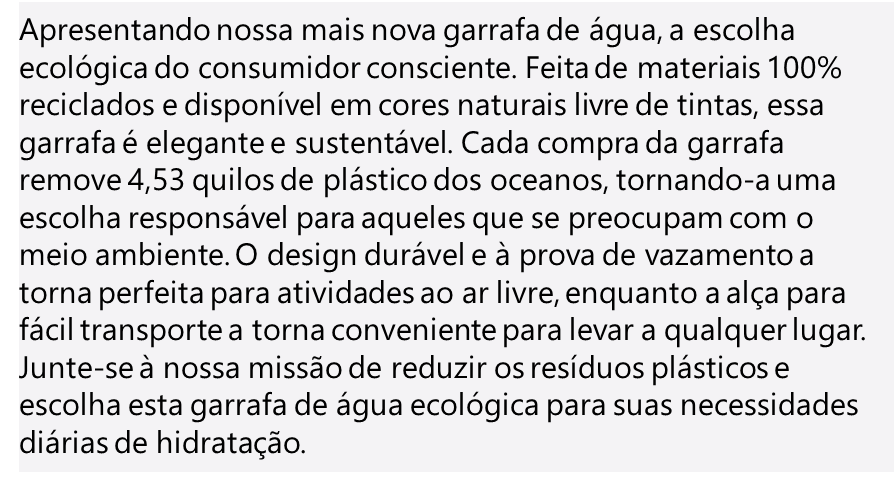 Apresentando nossa mais nova garrafa de água, a escolha
ecológica do consumidor consciente. Feita de materiais 100%
reciclados e disponível em cores naturais livre de tintas, essa
garrafa é elegante e sustentável. Cada compra da garrafa
remove 4,53 quilos de plástico dos oceanos, tornando-a uma
escolha responsável para aqueles que se preocupam com o
meio ambiente. O design durável e à prova de vazamento a
torna perfeita para atividades ao ar livre, enquanto a alça para
fácil transporte a torna conveniente para levar a qualquer lugar.
Junte-se à nossa missão de reduzir os resíduos plásticos e
escolha esta garrafa de água ecológica para suas necessidades
diárias de hidratação.